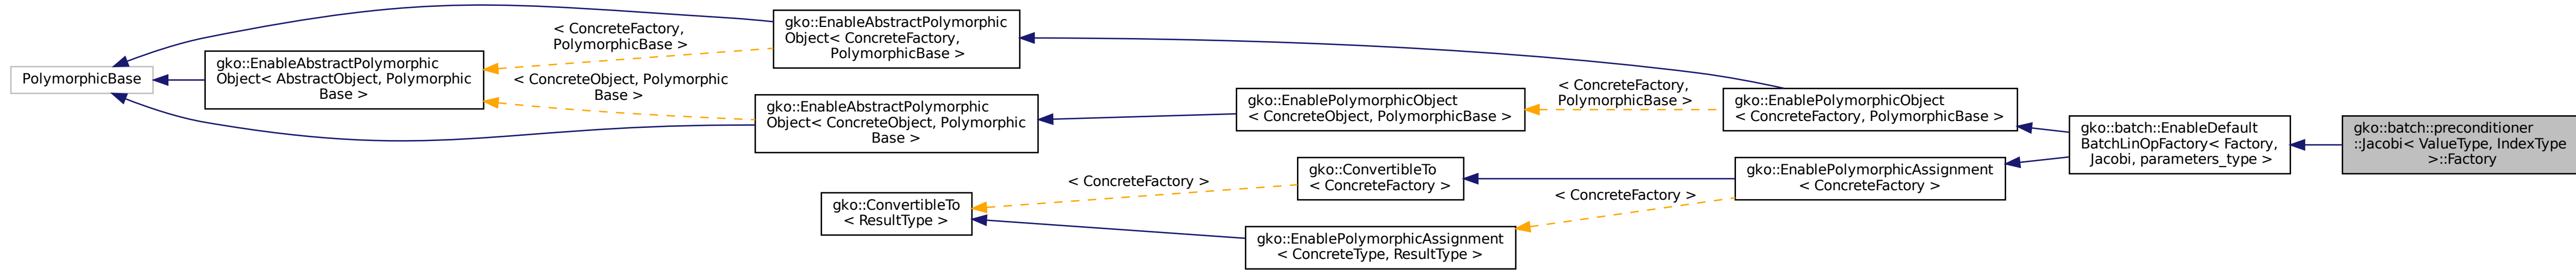 PolymorphicBase
gko::EnableAbstractPolymorphic
Object< AbstractObject, Polymorphic
Base >
< ConcreteFactory,
PolymorphicBase >
< ConcreteObject, Polymorphic
Base >
gko::EnableAbstractPolymorphic
Object< ConcreteFactory,
PolymorphicBase >
gko::EnableAbstractPolymorphic
Object< ConcreteObject, Polymorphic
Base >
gko::ConvertibleTo
< ResultType >
< ConcreteFactory >
gko::EnablePolymorphicObject
< ConcreteObject, PolymorphicBase >
gko::ConvertibleTo
< ConcreteFactory >
gko::EnablePolymorphicAssignment
< ConcreteType, ResultType >
< ConcreteFactory,
PolymorphicBase >
< ConcreteFactory >
gko::EnablePolymorphicObject
< ConcreteFactory, PolymorphicBase >
gko::EnablePolymorphicAssignment
< ConcreteFactory >
gko::batch::EnableDefault
BatchLinOpFactory< Factory,
Jacobi, parameters_type >
gko::batch::preconditioner
::Jacobi< ValueType, IndexType
>::Factory